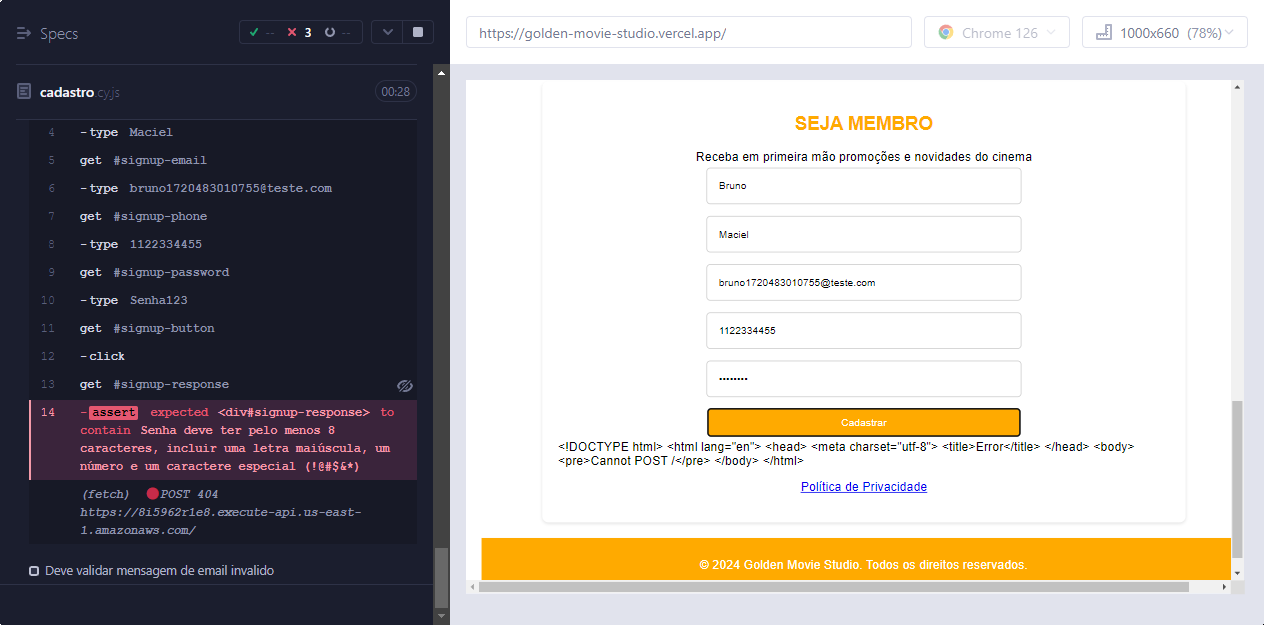 Specs
-- 3 --
cadastro.cy.js 00:28
4 -type Maciel
5 get #signup-email
6 -type bruno1720483010755@teste.com
7 get #signup-phone
8 -type 1122334455
9 get #signup-password
10 -type Senha123
11 get #signup-button
12 -click
13 get #signup-response
14 -assert expected <div#signup-response> to
contain Senha deve ter pelo menos 8
caracteres, incluir uma letra maiúscula, um
número e um caractere especial (!@#$&*)
(fetch) POST 404
https://8i5962r1e8.execute-api.us-east-
1.amazonaws.com/
Deve validar mensagem de email invalido
https://golden-movie-studio.vercel.app/
Chrome 126
1000x660 (78%)
SEJA MEMBRO
Receba em primeira mão promoções e novidades do cinema
Bruno
Maciel
bruno1720483010755@teste.com
1122334455
••••••••
Cadastrar
<!DOCTYPE html> <html lang="en"> <head> <meta charset="utf-8"> <title>Error</title> </head> <body>
<pre>Cannot POST /</pre> </body> </html>
Política de Privacidade
© 2024 Golden Movie Studio. Todos os direitos reservados.